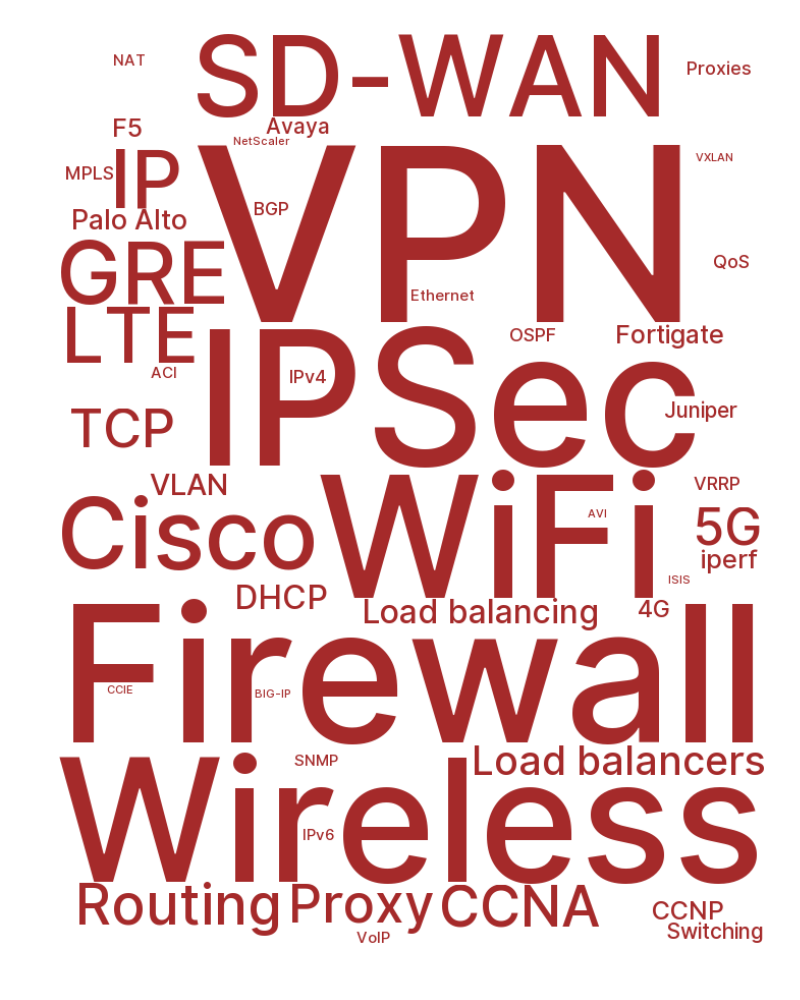 SD-WAN
NAT
Proxies
F5
Avaya
NetScaler
VPN
IP
MPLS
VXLAN
BGP
Palo Alto
GRE
QoS
Ethernet
LTE
IPSec
OSPF
Fortigate
ACI
IPv4
TCP
Juniper
VLAN
WiFi
VRRP
Cisco
AVI
5G
iperf
ISIS
DHCP
Load balancing
4G
Firewall
CCIE
BIG-IP
Wireless
SNMP
Load balancers
IPv6
Routing
Proxy
CCNA
CCNP
Switching
VoIP